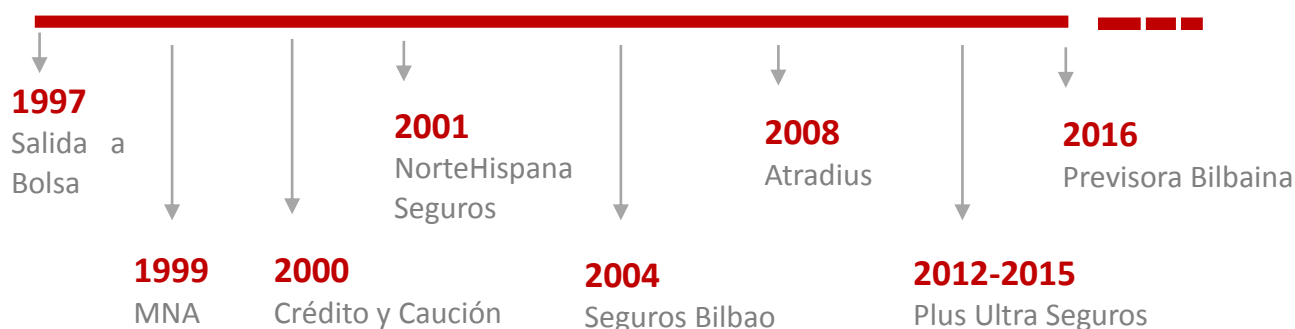 1997
Salida a
Bolsa
1999
MNA
2000
Crédito y Caución
2001
NorteHispana
Seguros
2004
Seguros Bilbao
2008
Atradius
2012-2015
Plus Ultra Seguros
2016
Previsora Bilbaina